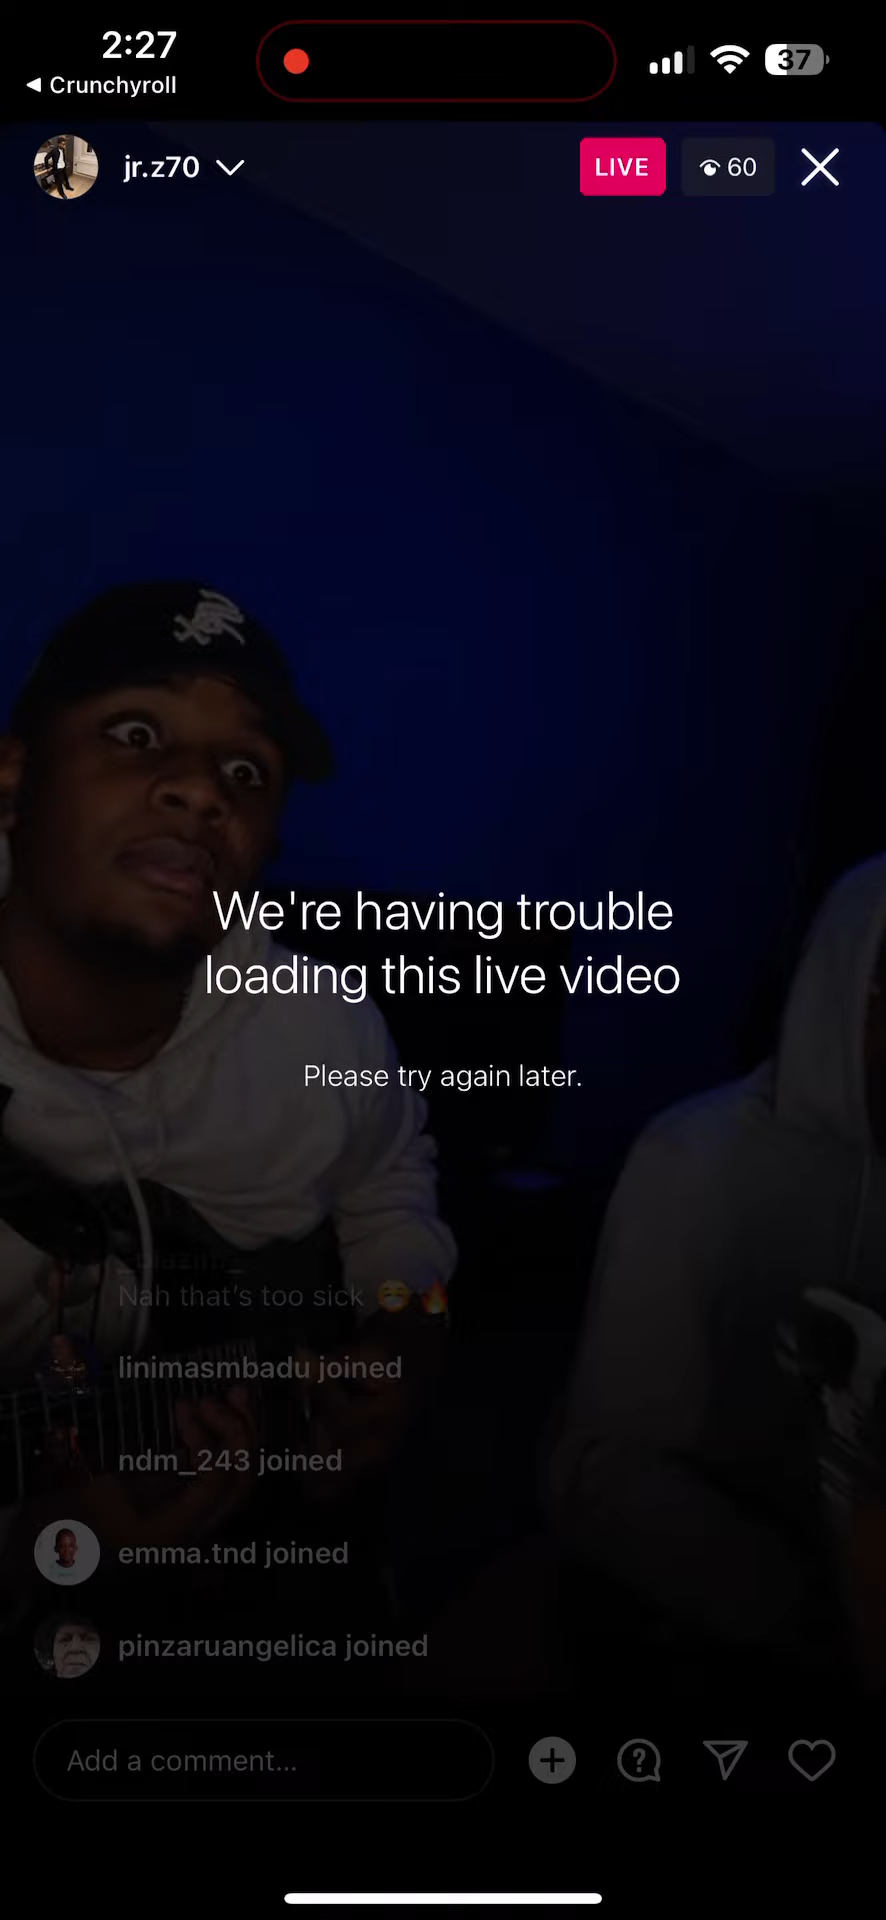 2:27
37
Crunchyroll
jr.z70
LIVE
60
We're having trouble
loading this live video
Please try again later.
Nah that's too sick 😷🔥
linimasmbadu joined
ndm_243 joined
emma.tnd joined
pinzaruangelica joined
Add a comment...